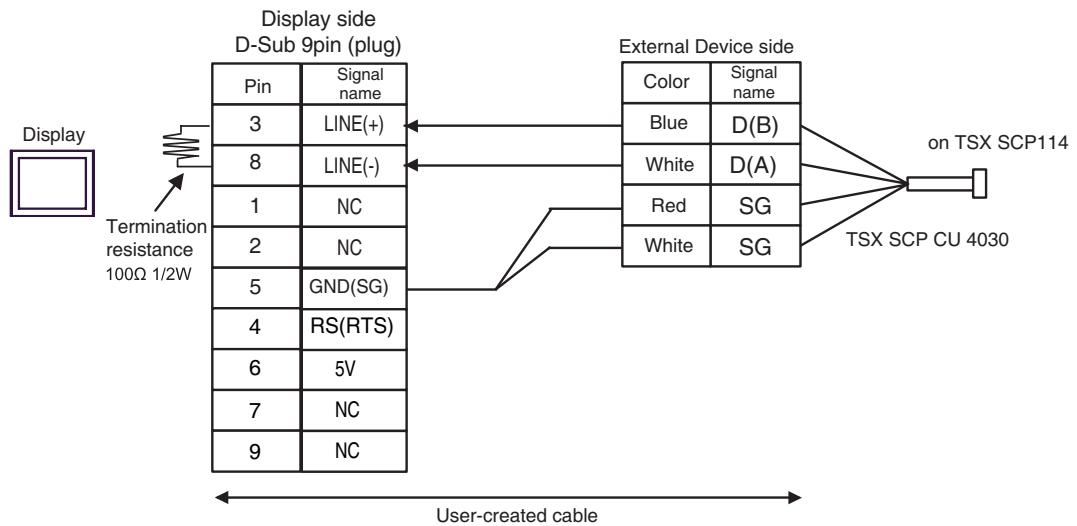 Display side
D-Sub 9pin (plug)
External Device side
Pin
Signal
name
Color
Signal
name
3
LINE(+)
Blue
D(B)
Display
on TSX SCP114
8
LINE(-)
White
D(A)
1
NC
Red
SG
Termination
resistance
100Ω 1/2W
2
NC
White
SG
TSX SCP CU 4030
5
GND(SG)
4
RS(RTS)
6
5V
7
NC
9
NC
User-created cable